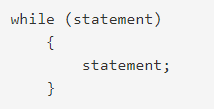 while (statement)
{
statement;
}